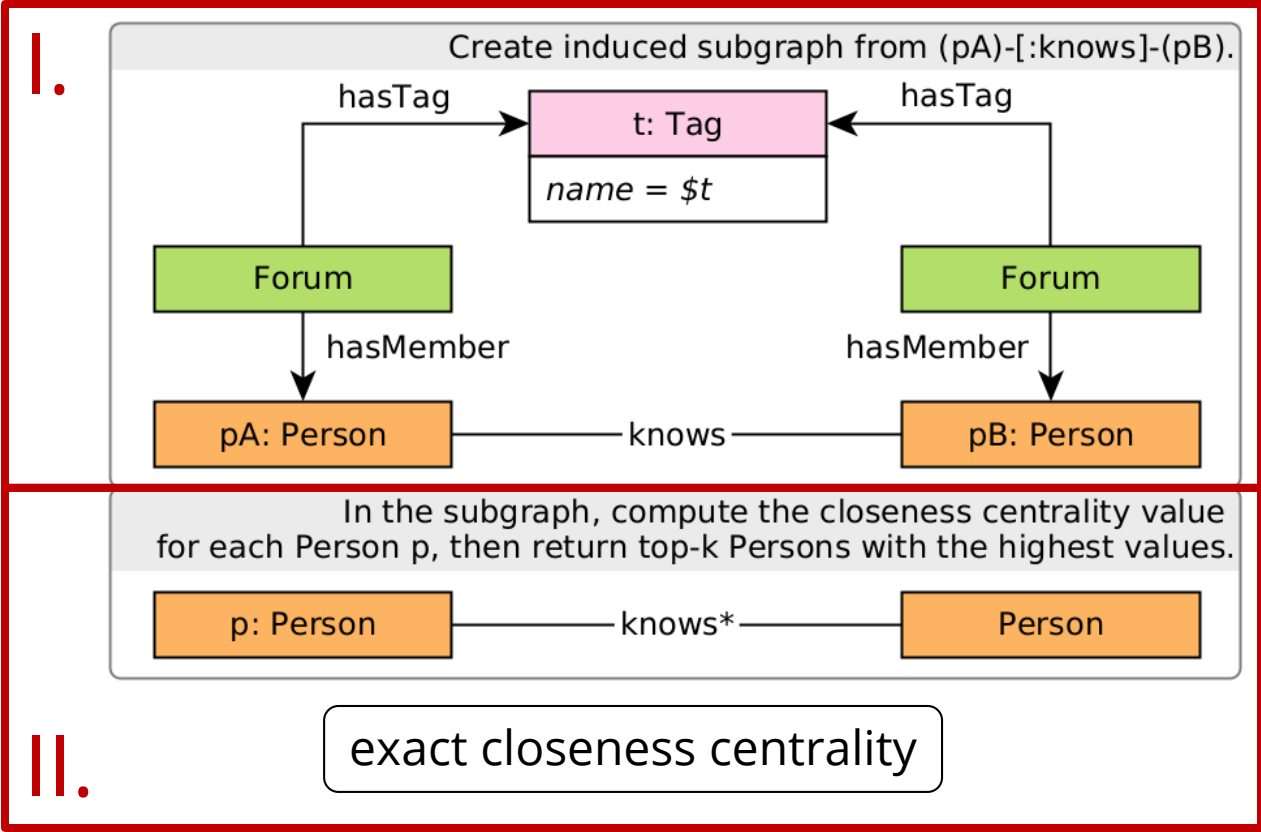 I.
Create induced subgraph from (pA)-[:knows]-(pB).
hasTag
hasTag
t: Tag
name = $t
Forum
Forum
hasMember
hasMember
pA: Person
knows
pB: Person
In the subgraph, compute the closeness centrality value
for each Person p, then return top-k Persons with the highest values.
p: Person
knows*
Person
exact closeness centrality
II.